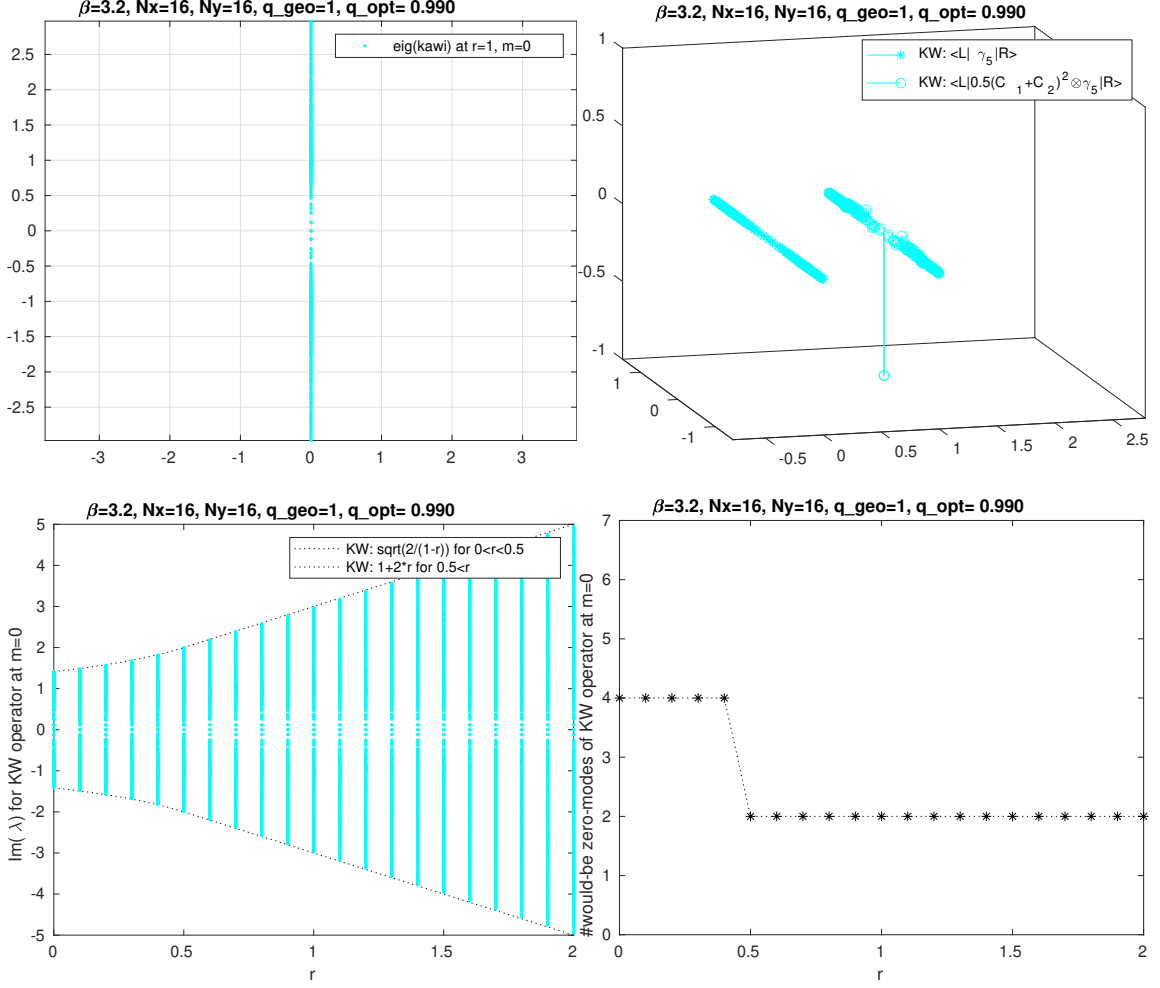 β=3.2, Nx=16, Ny=16, q_geo=1, q_opt= 0.990
eig(kawi) at r=1, m=0
2.5
2
1.5
1
0.5
0
-0.5
-1
-1.5
-2
-2.5
-3 -2 -1 0 1 2 3
β=3.2, Nx=16, Ny=16, q_geo=1, q_opt= 0.990
KW: <L| γ5|R>
KW: <L|0.5(C 1+C 2)2⊗γ5|R>
1
0.5
0
-0.5
-1
1
0
-1
-0.5 0 0.5 1 1.5 2 2.5
β=3.2, Nx=16, Ny=16, q_geo=1, q_opt= 0.990
KW: sqrt(2/(1-r)) for 0<r<0.5
KW: 1+2*r for 0.5<r
Im( λ) for KW operator at m=0
5
4
3
2
1
0
-1
-2
-3
-4
-5
0 0.5 1 1.5 2
r
β=3.2, Nx=16, Ny=16, q_geo=1, q_opt= 0.990
#would-be zero-modes of KW operator at m=0
7
6
5
4
3
2
1
0
0 0.5 1 1.5 2
r